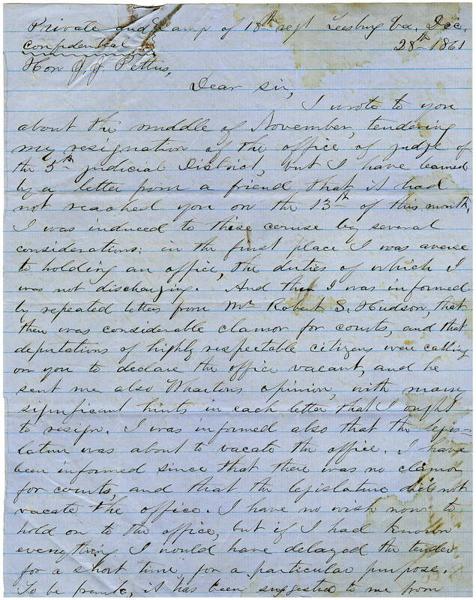 Private and Camp of 18th regt Leesburg Va, Dec.
Confidential 28th 1861
Hon J. J. Pettus,
Dear sir,
I wrote to you
about the middle of November, tendering
my resignation of the office of judge of
the 5th judicial District, but I have learned
by a letter from a friend that it had
not reached you on the 13th of this month.
I was induced to these course by several
considerations: in the first place I was averse
to holding an office, the duties of which I
was not discharging. And then I was informed
by repeated letters from Mr Robert S. Hudson, that
there was considerable clamor for courts, and that
deputations of highly respectable citizens were calling
on you to declare the office vacant, and he
sent me also Whartons opinion, with many
significant hints in each letter that I ought
to resign. I was informed also that the legis-
lature was about to vacate the office. I have
been informed since that there was no clamor
for courts, and that the legislature did not
vacate the office. I have no wish now to
hold on to the office, but if I had known
everything I would have delayed the tender
for a short time for a particular purpose.
To be frank, it has been suggested to me from